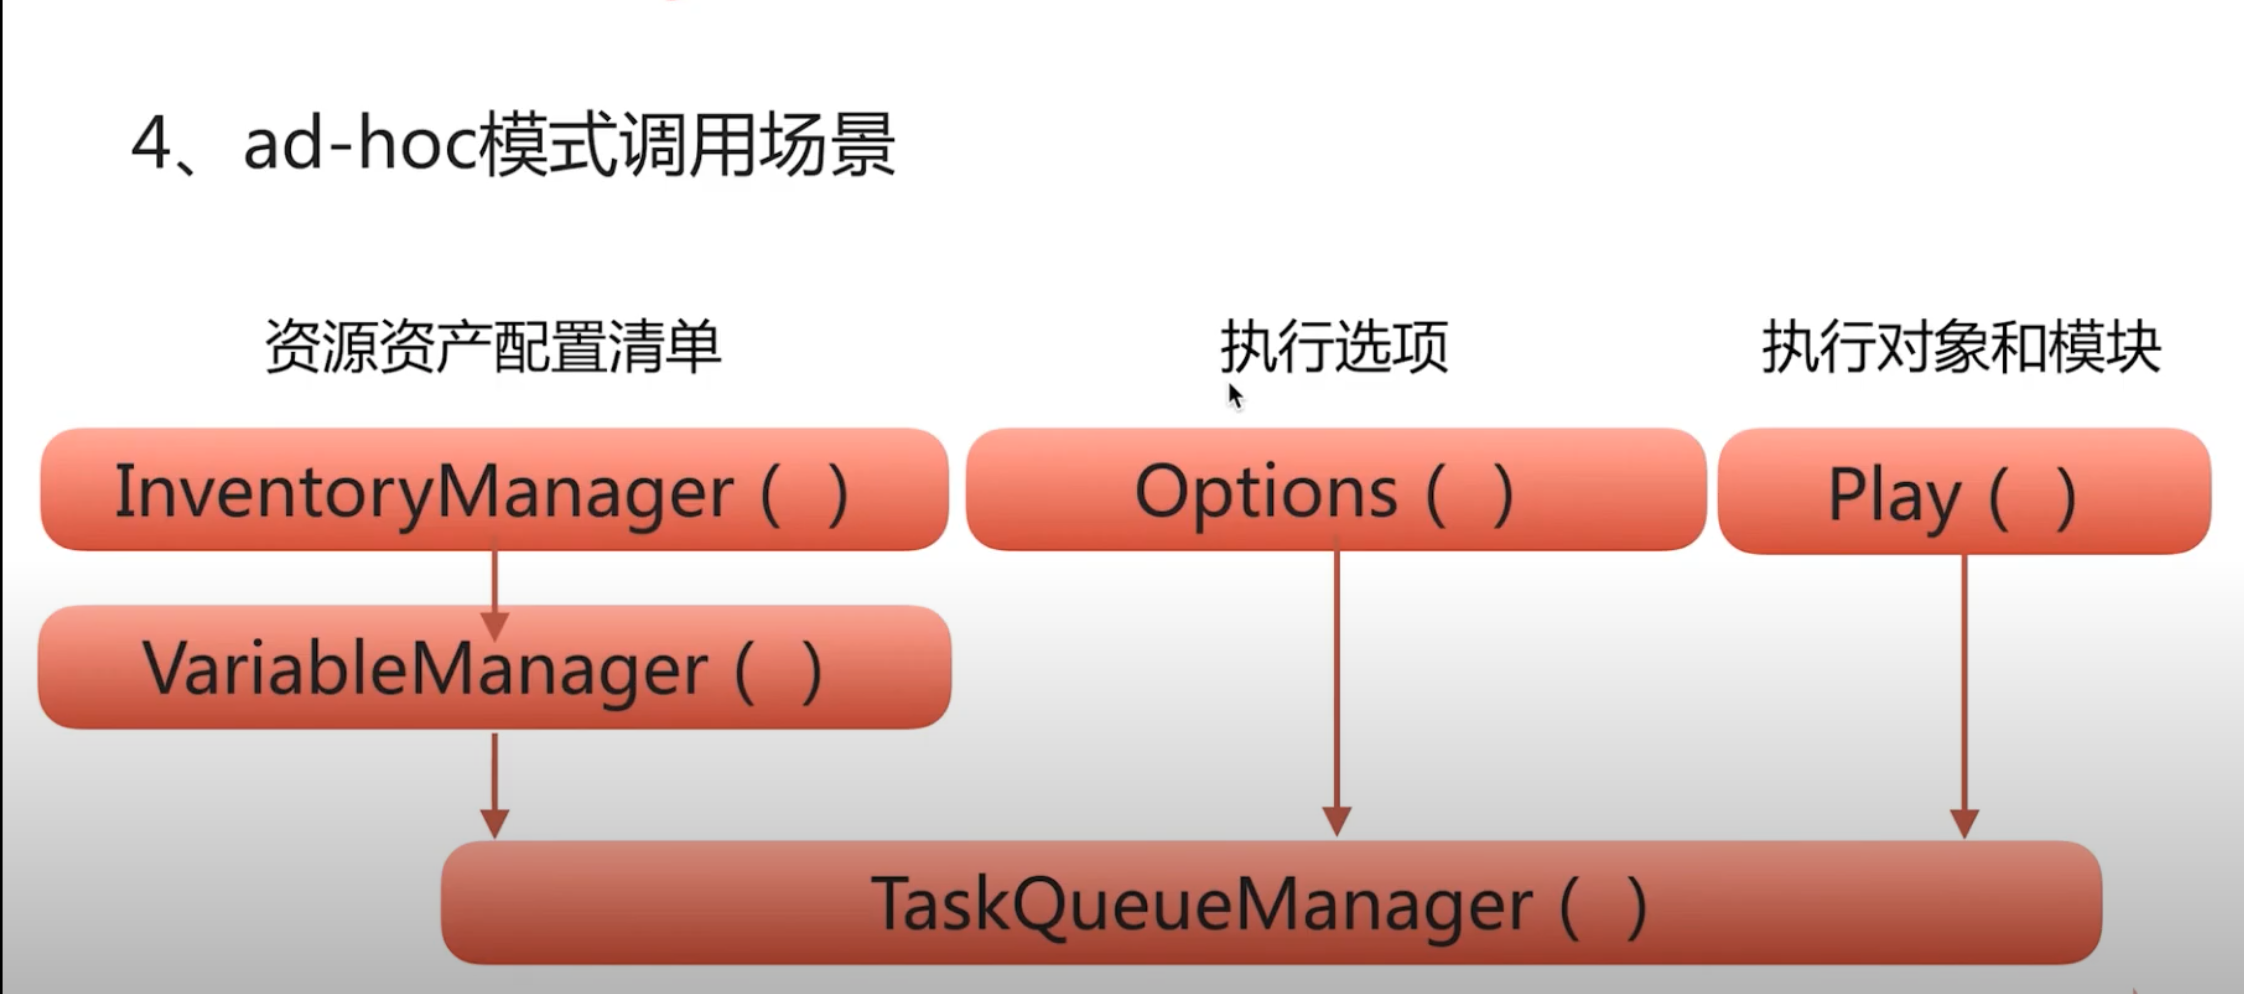 4、ad-hoc模式调用场景
资源资产配置清单
执行选项
执行对象和模块
InventoryManager（ ）
Options（ ）
Play（ ）
VariableManager（ ）
TaskQueueManager（ ）